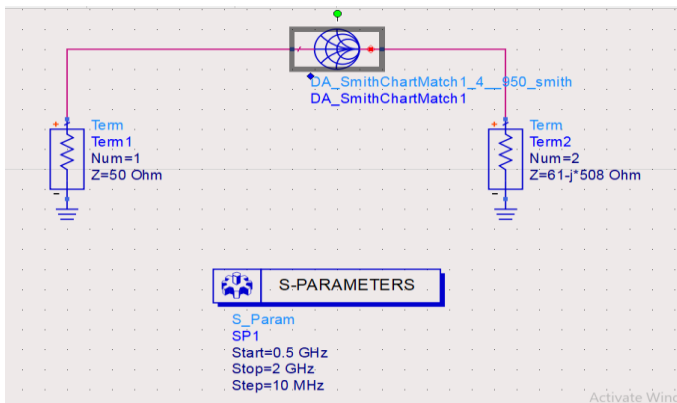 DA_SmithChartMatch1_4__950_smith
DA_SmithChartMatch1
+ Term
Term1
Num=1
Z=50 Ohm
-
+ Term
Term2
Num=2
Z=61-j*508 Ohm
-
S-PARAMETERS
S_Param
SP1
Start=0.5 GHz
Stop=2 GHz
Step=10 MHz
Activate Wind